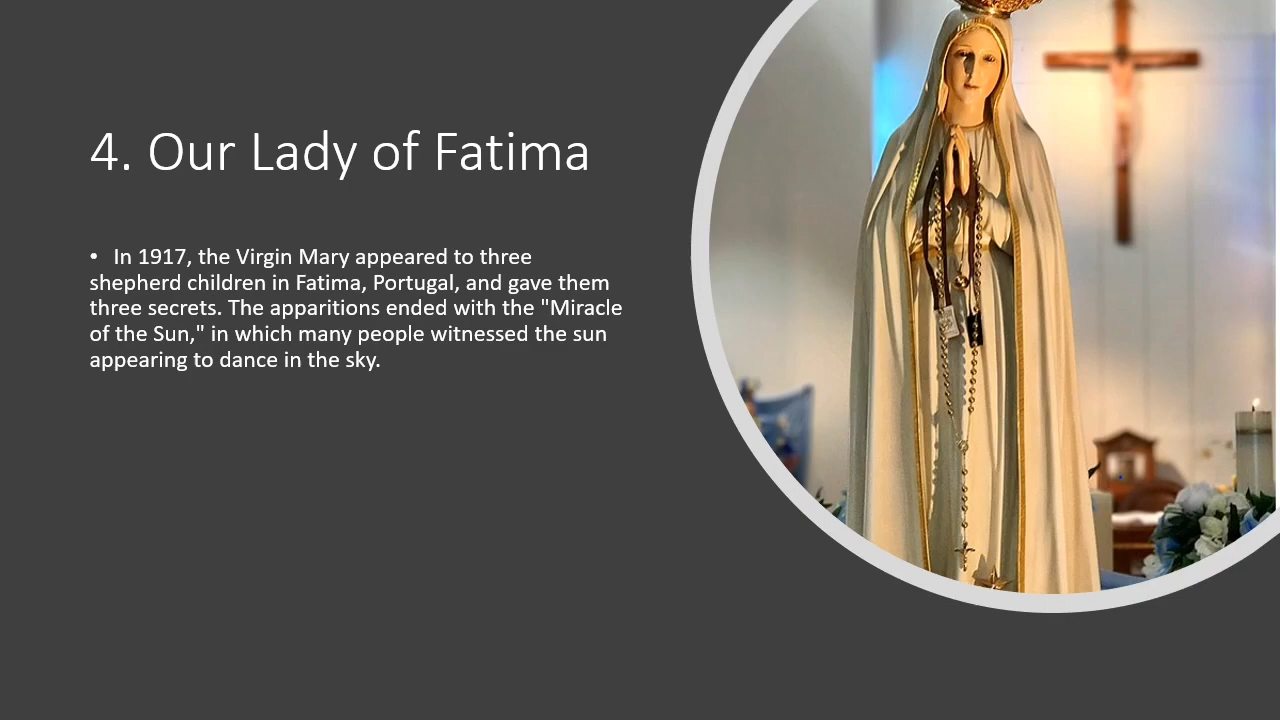 4. Our Lady of Fatima
• In 1917, the Virgin Mary appeared to three
shepherd children in Fatima, Portugal, and gave them
three secrets. The apparitions ended with the "Miracle
of the Sun," in which many people witnessed the sun
appearing to dance in the sky.